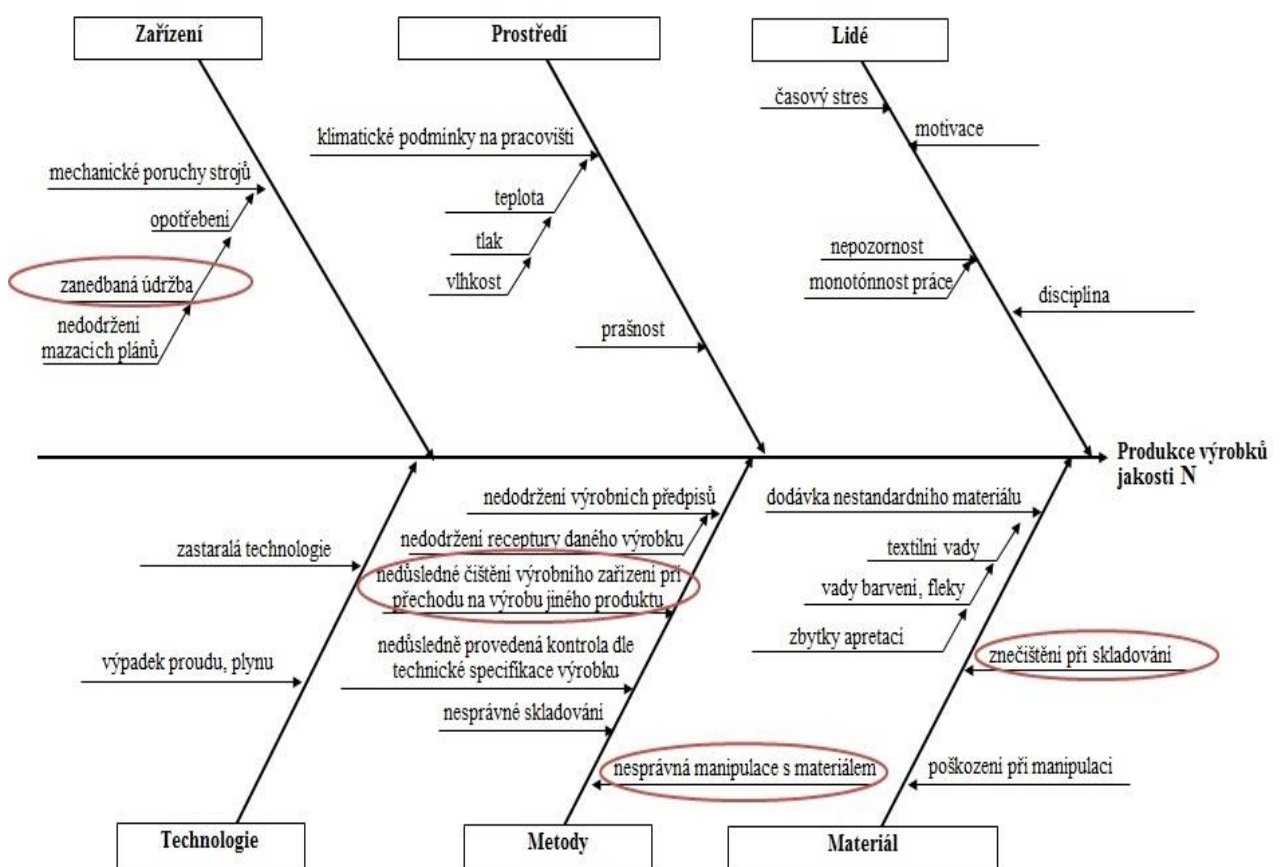 Zařízení
Prostředí
Lidé
časový stres
motivace
klimatické podmínky na pracovišti
mechanické poruchy strojů
teplota
opotřebení
tlak
nepozornost
vlhkost
monotónnost práce
zanedbaná údržba
disciplína
nedodržení
mazacích plánů
prašnost
Produkce výrobků
jakosti N
nedodržení výrobních předpisů
dodávka nestandardního materiálu
zastaralá technologie
nedodržení receptury daného výrobku
textilní vady
nedůsledné čištění výrobního zařízení při
přechodu na výrobu jiného produktu
vady barvení, fleky
zbytky apretací
nedůsledně provedená kontrola dle
technické specifikace výrobku
znečištění při skladování
výpadek proudu, plynu
nesprávné skladování
nesprávná manipulace s materiálem
poškození při manipulaci
Technologie
Metody
Materiál